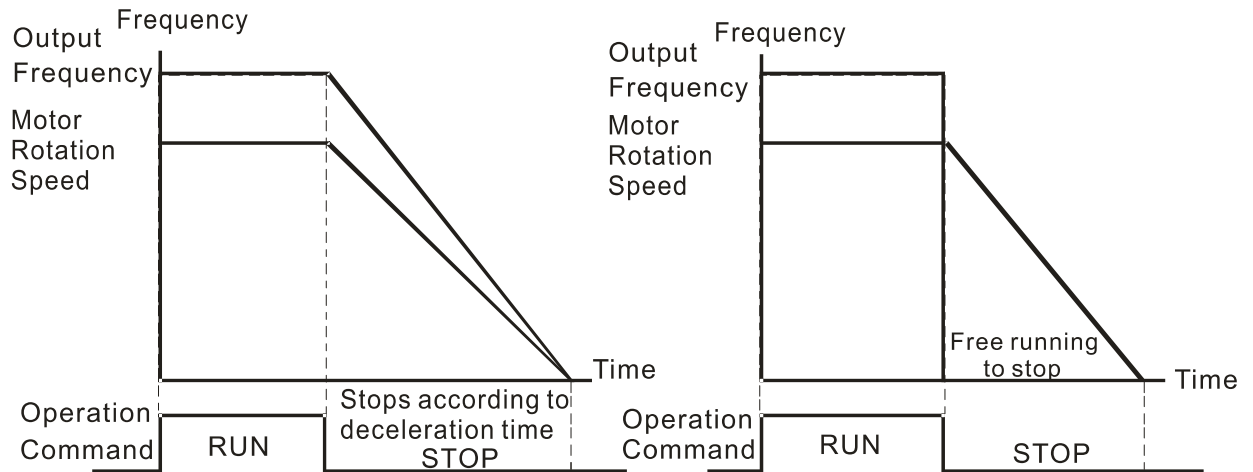 Frequency
Output
Frequency
Motor
Rotation
Speed
Time
Stops according to
deceleration time
Operation
Command
RUN
STOP
Frequency
Output
Frequency
Motor
Rotation
Speed
Free running
to stop
Time
Operation
Command
RUN
STOP